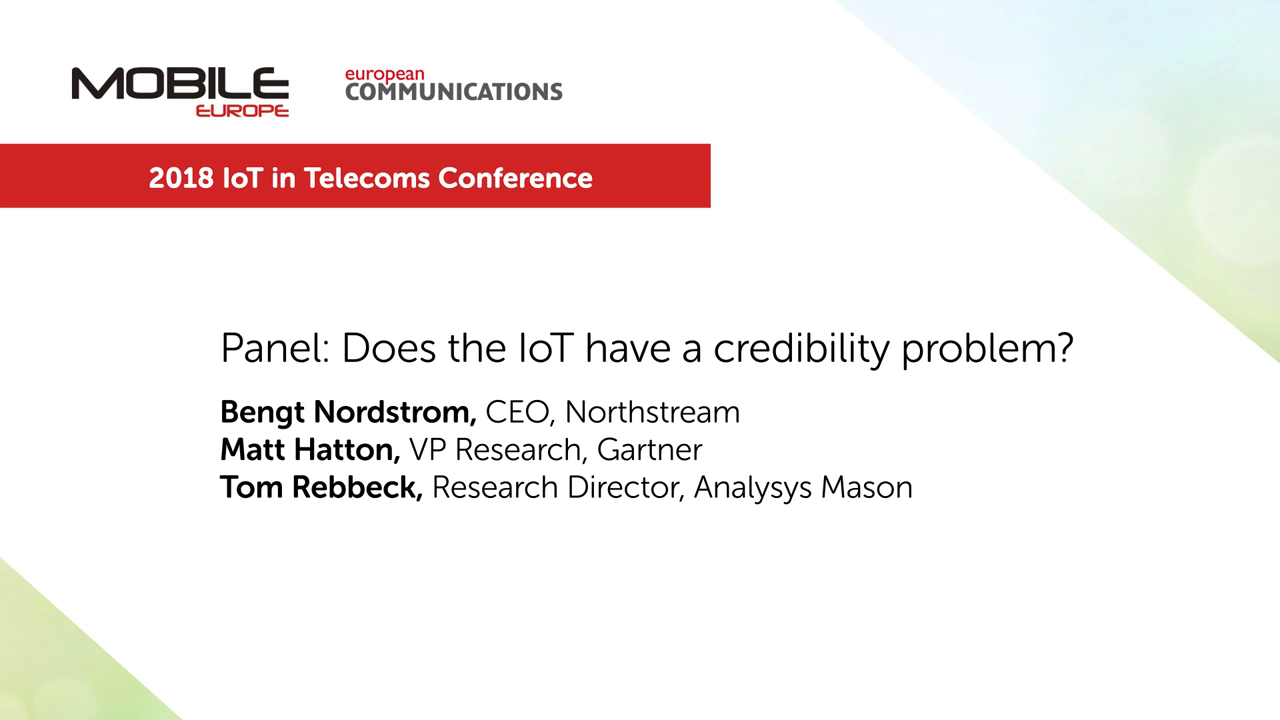 MOBILE
EUROPE
european
COMMUNICATIONS
2018 IoT in Telecoms Conference
Panel: Does the IoT have a credibility problem?
Bengt Nordstrom, CEO, Northstream
Matt Hatton, VP Research, Gartner
Tom Rebbeck, Research Director, Analysys Mason